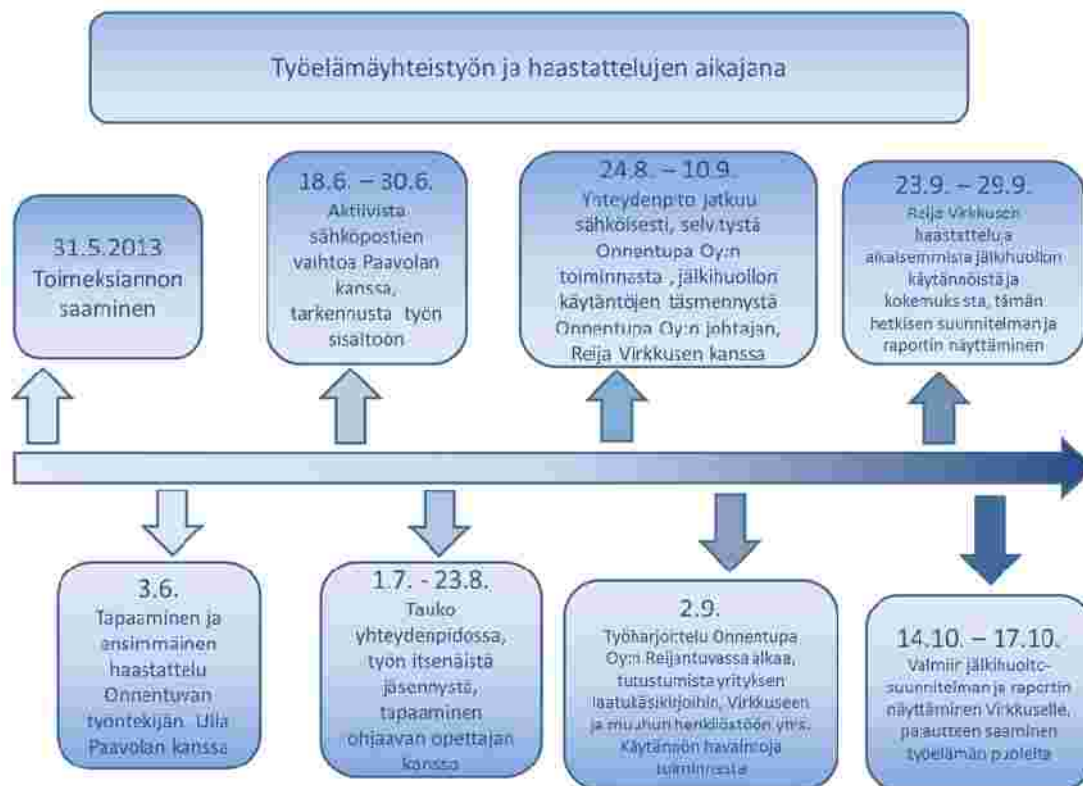 Työelämäyhteistyön ja haastattelujen aikajana
31.5.2013
Toimeksiannon
saaminen
18.6. – 30.6.
Aktiivista
sähköpostien
vaihtoa Paavolan
kanssa,
tarkennusta työn
sisältöön
24.8. – 10.9.
Yhteydenpito jatkuu
sähköisesti, selvitystä
Onnentupa Oy:n
toiminnasta , jälkihuollon
käytäntöjen täsmennystä
Onnentupa Oy:n johtajan,
Reija Virkkusen kanssa
23.9. – 29.9.
Reija Virkkusen
haastatteluja
aikaisemmista jälkihuollon
käytännöistä ja
kokemuksista, tämän
hetkisen suunnitelman ja
raportin näyttäminen
3.6.
Tapaaminen ja
ensimmäinen
haastattelu
Onnentuvan
työntekijän, Ulla
Paavolan kanssa
1.7. - 23.8.
Tauko
yhteydenpidossa,
työn itsenäistä
jäsennystä,
tapaaminen
ohjaavan opettajan
kanssa
2.9.
Työharjoittelu Onnentupa
Oy:n Reijantuvassa alkaa,
tutustumista yrityksen
laatukäsikirjoihin, Virkkuseen
ja muuhun henkilöstöön yms.
Käytännön havaintoja
toiminnasta
14.10. – 17.10.
Valmiin jälkihuolto-
suunnitelman ja raportin
näyttäminen Virkkuselle,
palautteen saaminen
työelämän puolelta